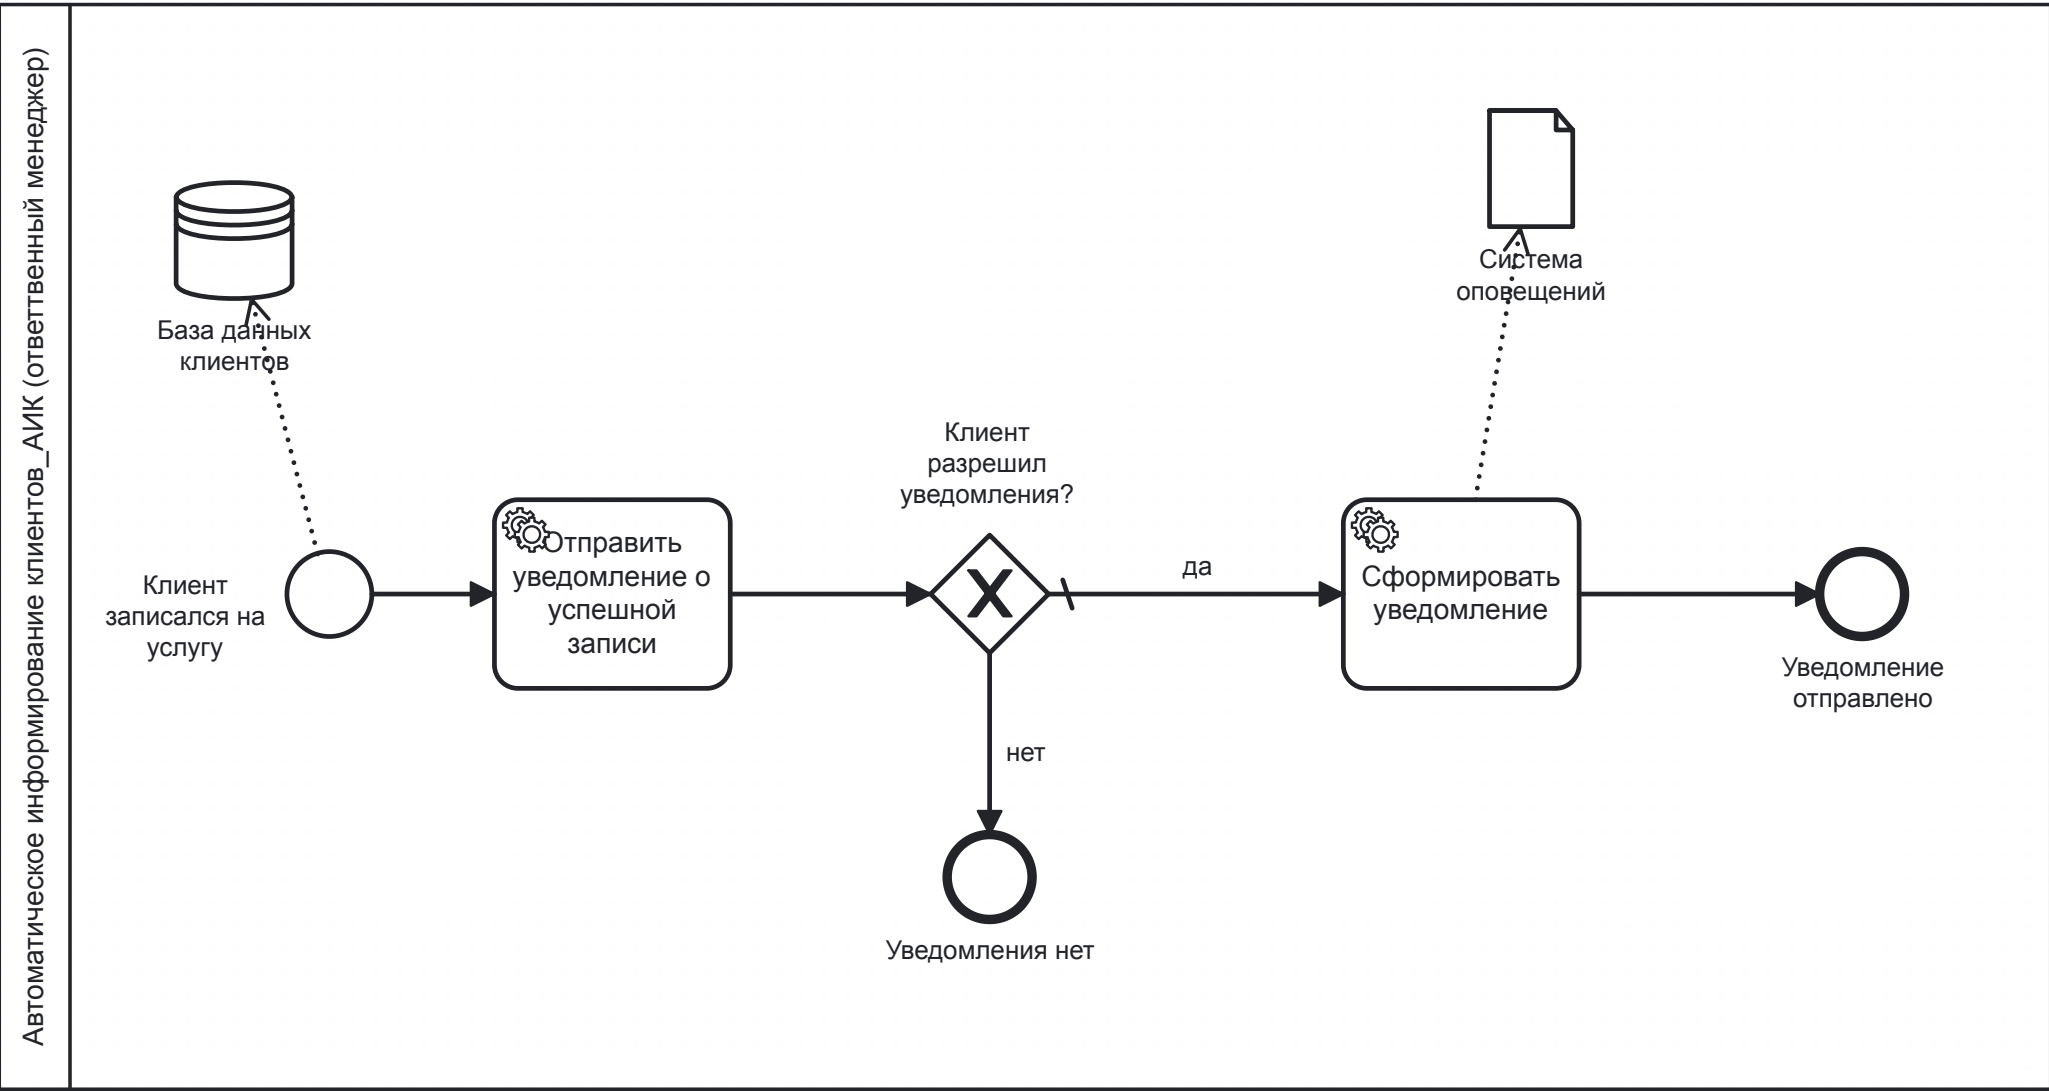 Автоматическое информирование клиентов_АИК (ответтвенный менеджер)
База данных
клиентов
Клиент
записался на
услугу
Отправить
уведомление о
успешной
записи
Клиент
разрешил
уведомления?
X
да
нет
Уведомления нет
Система
оповещений
Сформировать
уведомление
Уведомление
отправлено